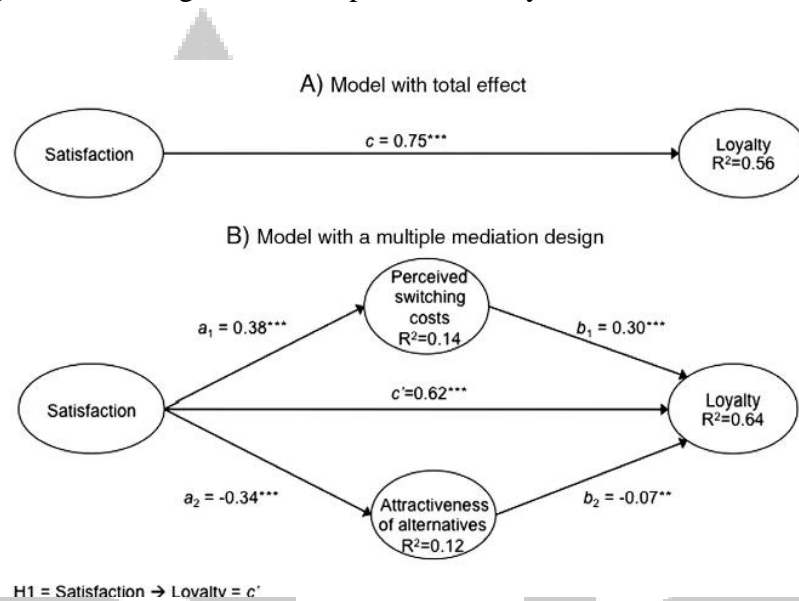 A) Model with total effect
c = 0.75***
Satisfaction
Loyalty
R²=0.56
B) Model with a multiple mediation design
Perceived
switching
costs
R²=0.14
a₁ = 0.38***
b₁ = 0.30***
c'=0.62***
Satisfaction
Loyalty
R²=0.64
a₂ = -0.34***
b₂ = -0.07**
Attractiveness
of alternatives
R²=0.12
H1 = Satisfaction → Loyalty = c'